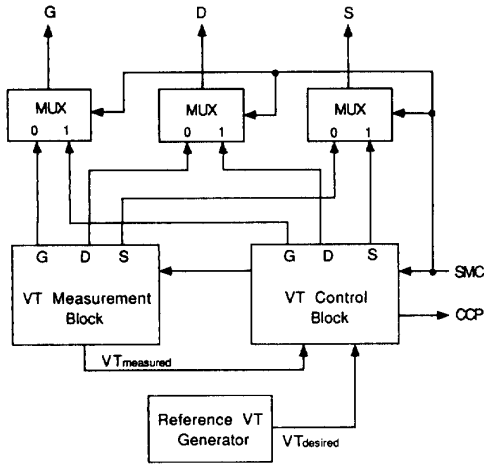 G D S
MUX MUX MUX
0 1 0 1 0 1
G D S G D S
VT Measurement
Block
VT Control
Block
SMC
CCP
VTmeasured
Reference VT
Generator
VTdesired